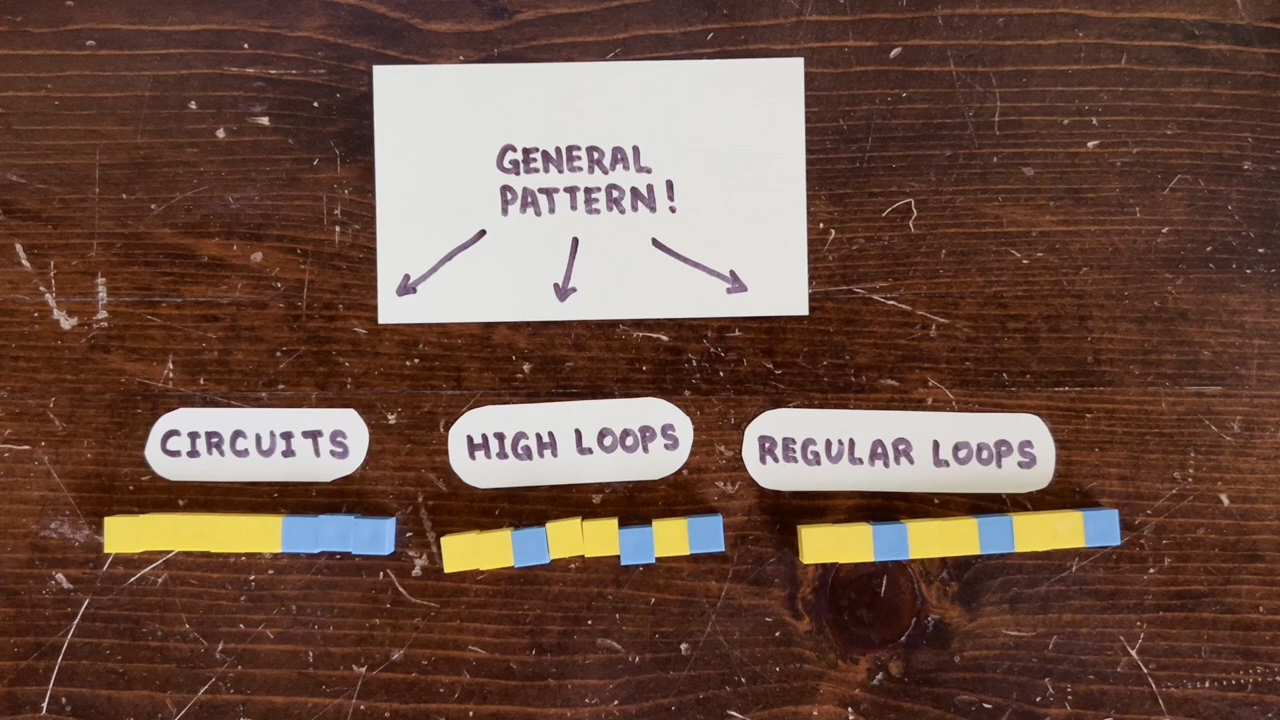 GENERAL
PATTERN!
CIRCUITS
HIGH LOOPS
REGULAR LOOPS